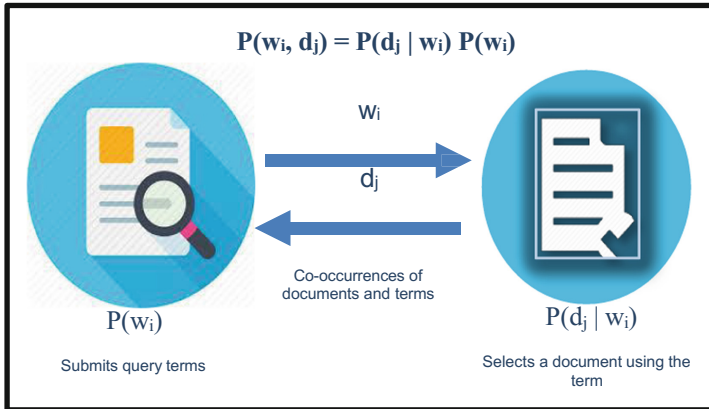 P(wᵢ, dⱼ) = P(dⱼ | wᵢ) P(wᵢ)
wᵢ
dⱼ
Co-occurrences of
documents and terms
P(wᵢ)
P(dⱼ | wᵢ)
Submits query terms
Selects a document using the
term